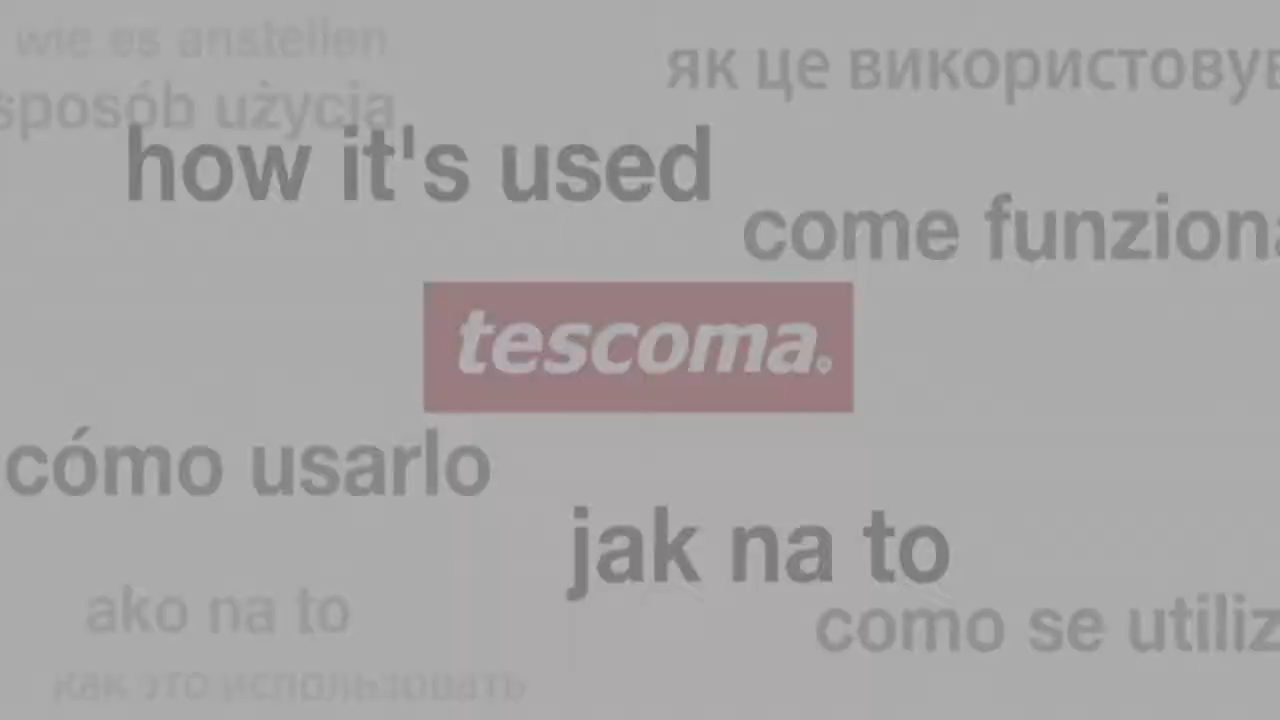 wie es anstellen
як це використовув
sposób użycia
how it's used
come funziona
tescoma.
cómo usarlo
jak na to
ako na to
como se utiliz
как это использовать